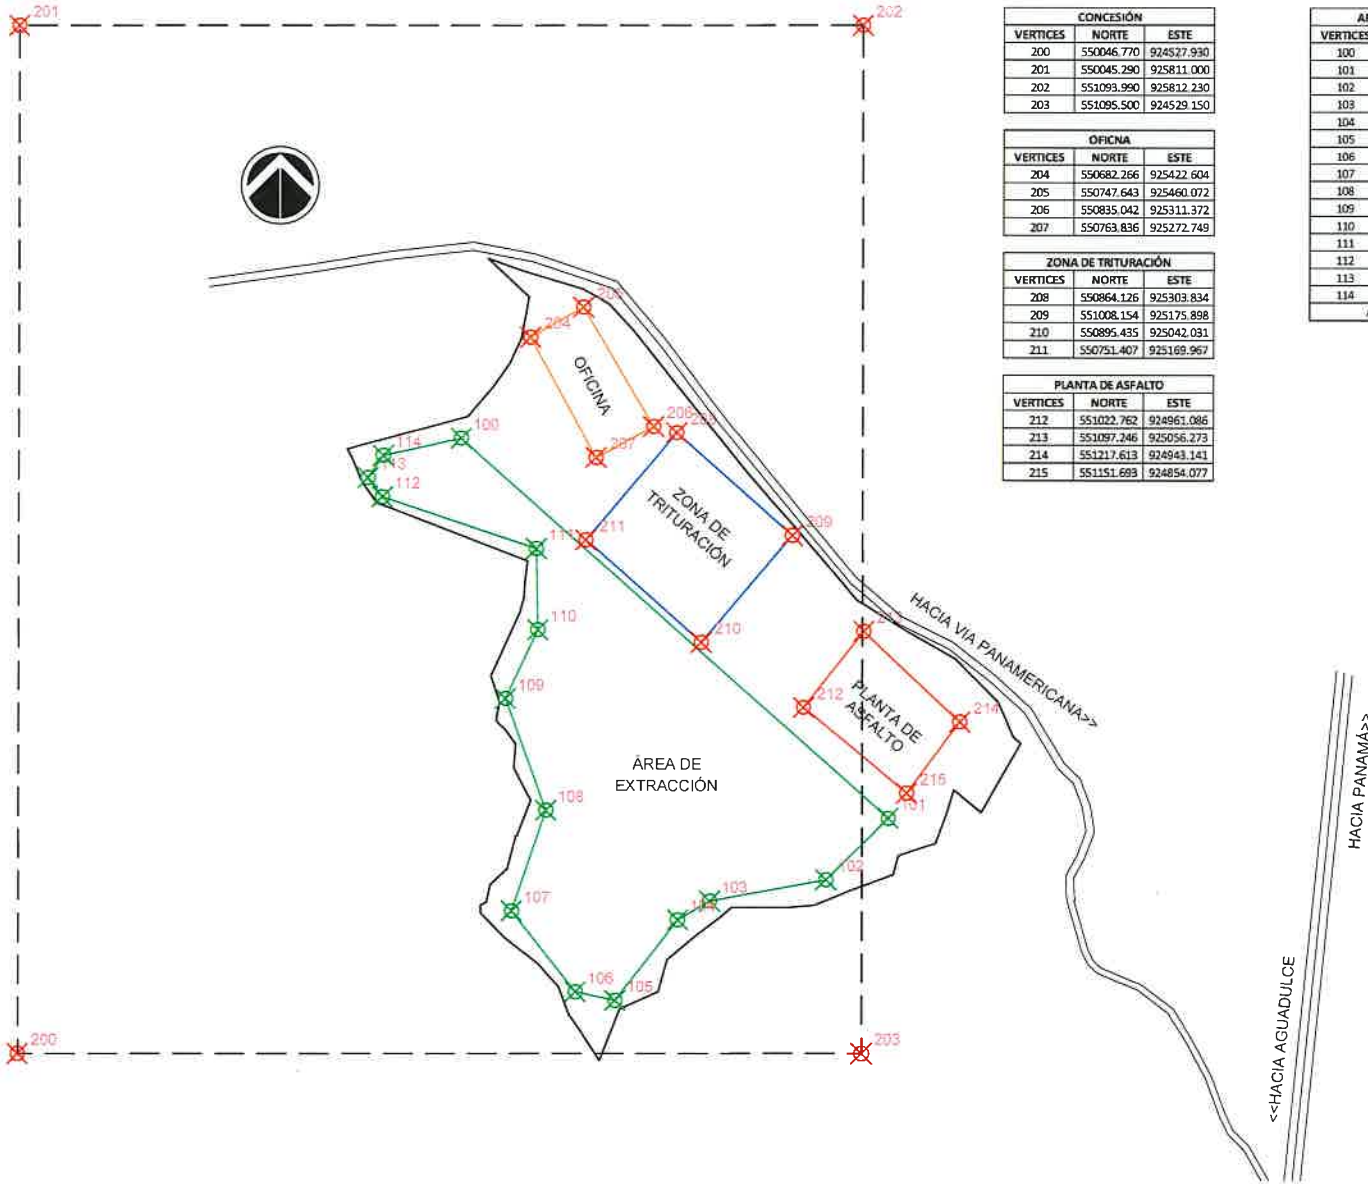 201
202
CONCESIÓN
VERTICES NORTE ESTE
200 550046.770 924527.930
201 550045.290 925811.000
202 551093.990 925812.230
203 551095.500 924529.150
OFICNA
VERTICES NORTE ESTE
204 550682.266 925422.604
205 550747.643 925460.072
206 550835.042 925311.372
207 550763.836 925272.749
ZONA DE TRITURACIÓN
VERTICES NORTE ESTE
208 550864.126 925303.834
209 551008.154 925175.898
210 550895.435 925042.031
211 550751.407 925169.967
PLANTA DE ASFALTO
VERTICES NORTE ESTE
212 551022.762 924961.086
213 551097.246 925056.273
214 551217.613 924943.141
215 551151.693 924854.077
VERTICES
100
101
102
103
104
105
106
107
108
109
110
111
112
113
114
205
204
OFICINA
206
208
207
100
114
113
112
111
211
ZONA DE
TRITURACIÓN
209
210
110
109
HACIA VIA PANAMERICANA>>
213
212
PLANTA DE
ASFALTO
214
215
101
ÁREA DE
EXTRACCIÓN
108
102
103
104
107
106
105
200
203
HACIA PANAMÁ>>
<<HACIA AGUADULCE